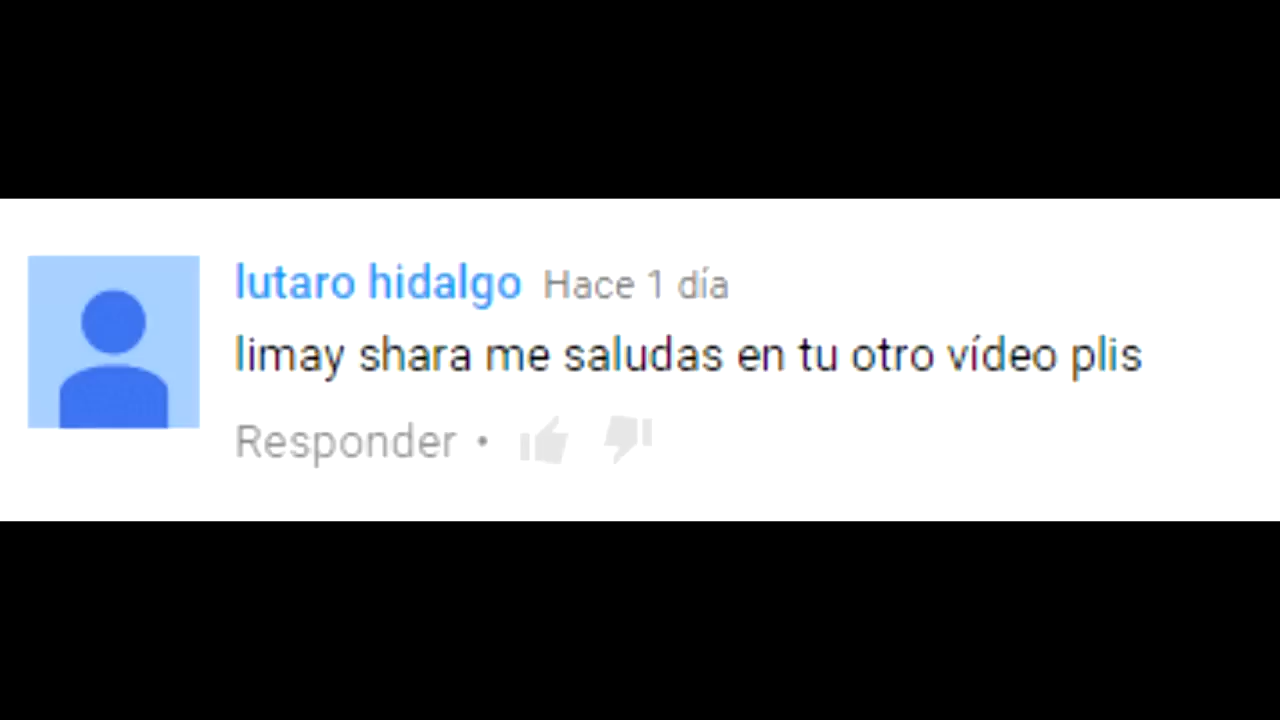 lutaro hidalgo Hace 1 día
limay shara me saludas en tu otro vídeo plis
Responder •